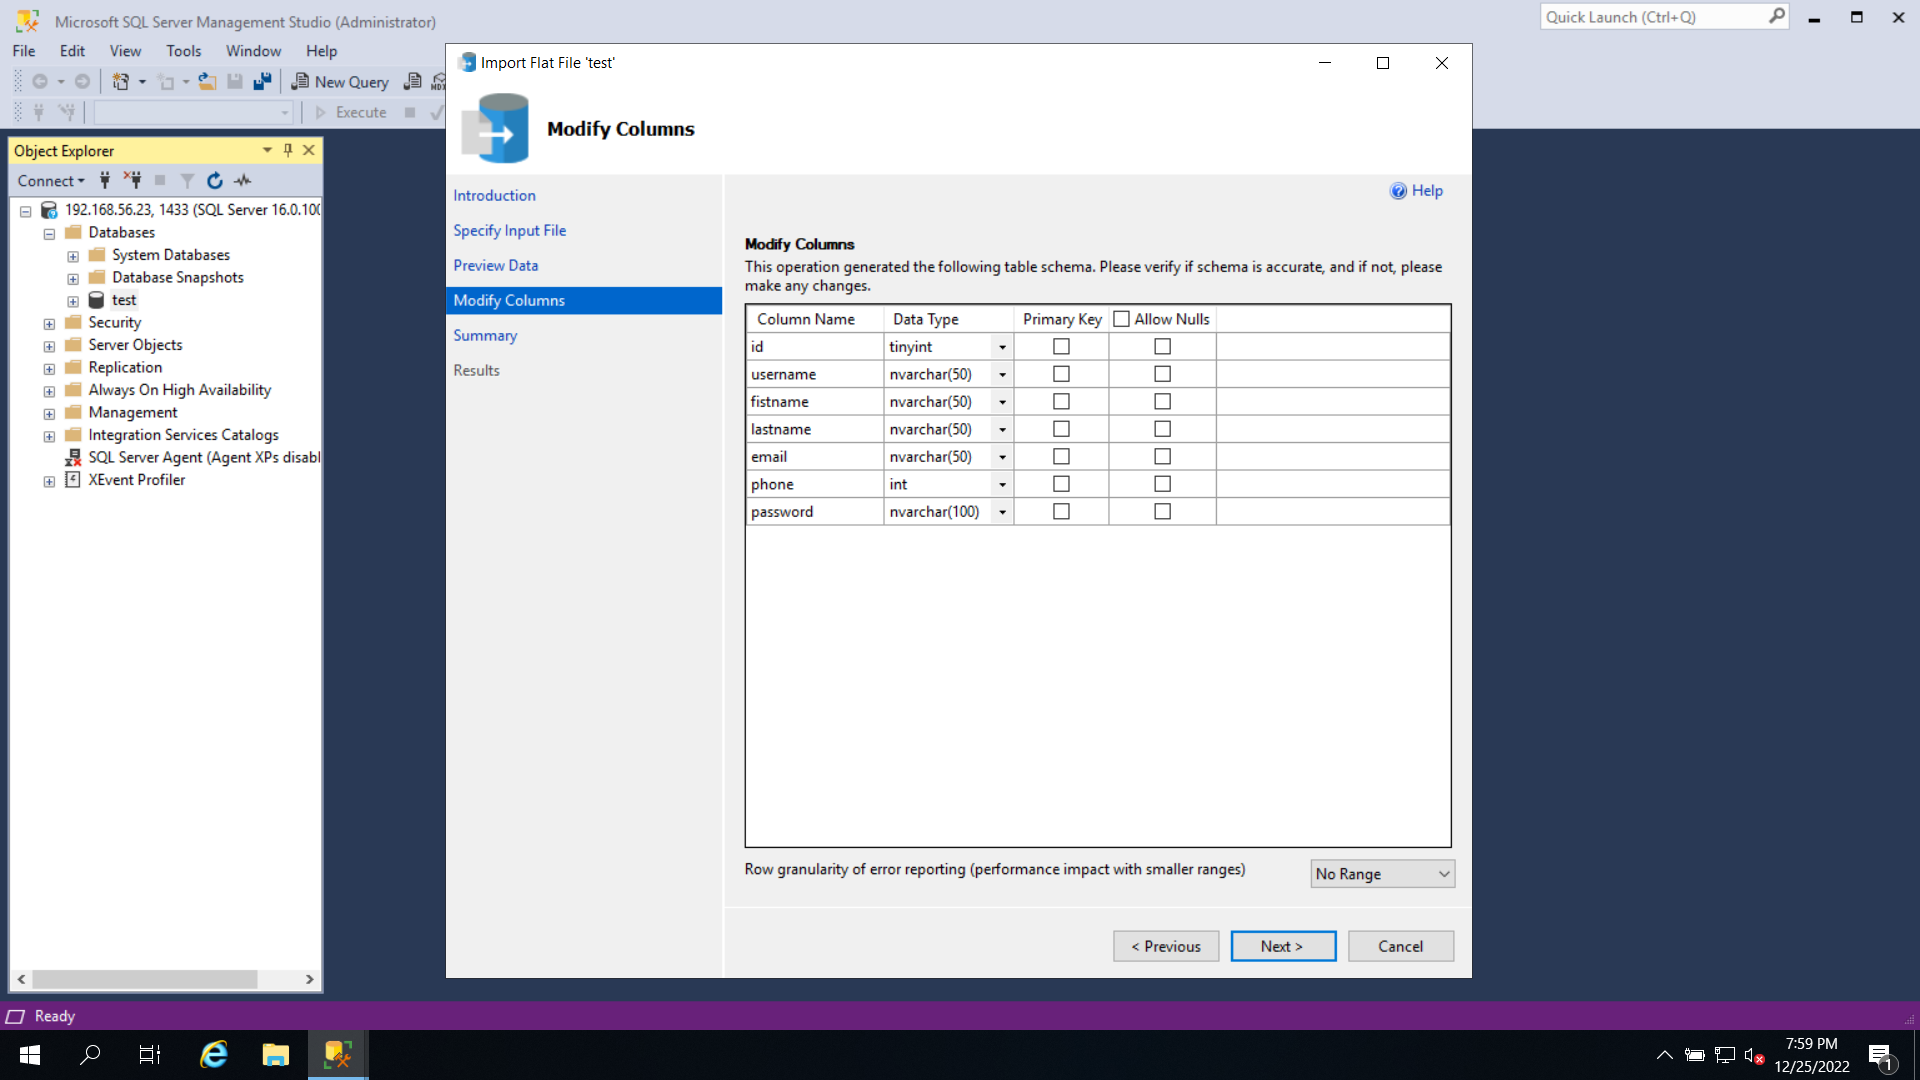 Microsoft SQL Server Management Studio (Administrator)
Quick Launch (Ctrl+Q)
File Edit View Tools Window Help
New Query
Execute
Import Flat File 'test'
Modify Columns
Object Explorer
Connect
192.168.56.23, 1433 (SQL Server 16.0.100
Databases
System Databases
Database Snapshots
test
Security
Server Objects
Replication
Always On High Availability
Management
Integration Services Catalogs
SQL Server Agent (Agent XPs disabl
XEvent Profiler
Introduction
Specify Input File
Preview Data
Modify Columns
Summary
Results
Help
Modify Columns
This operation generated the following table schema. Please verify if schema is accurate, and if not, please
make any changes.
Column Name Data Type Primary Key Allow Nulls
id tinyint
username nvarchar(50)
fistname nvarchar(50)
lastname nvarchar(50)
email nvarchar(50)
phone int
password nvarchar(100)
Row granularity of error reporting (performance impact with smaller ranges) No Range
< Previous Next > Cancel
Ready
7:59 PM
12/25/2022
1